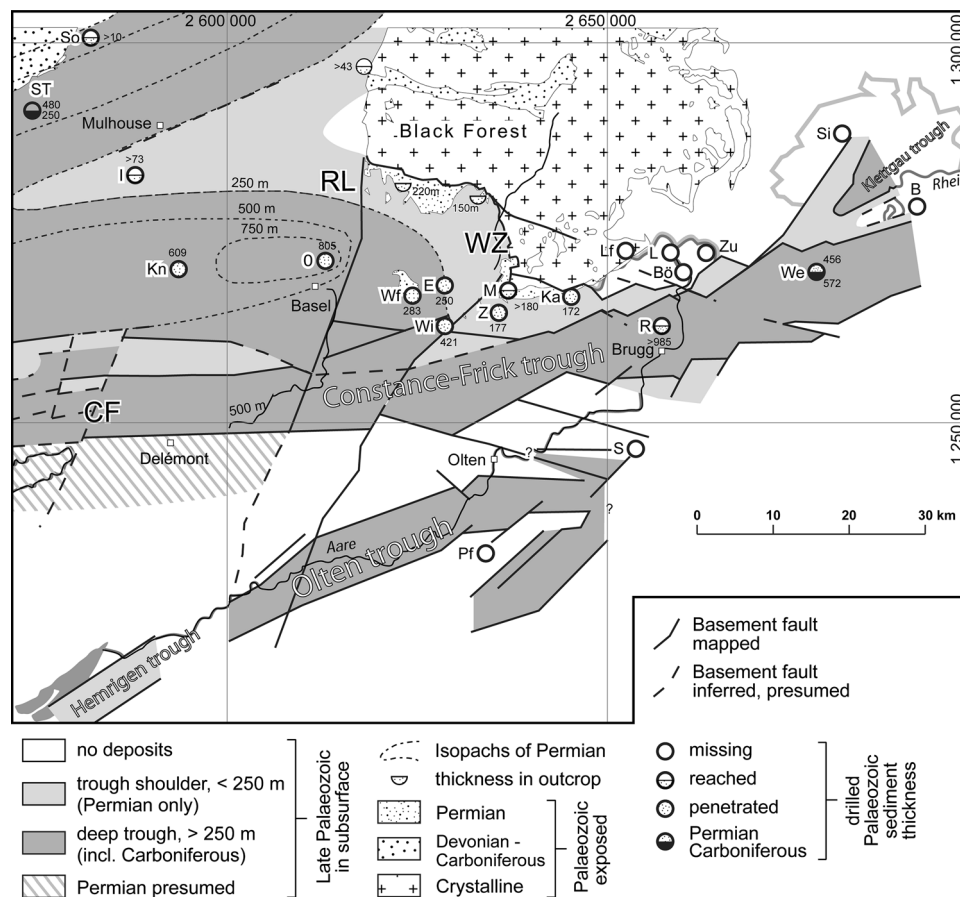 2 600 000
2 650 000
1 300 000
1 250 000
So
>10
ST
480
250
Mulhouse
>73
I
>43
Black Forest
Si
Klettgau trough
Rhein
B
RL
220m
150m
WZ
250 m
500 m
750 m
Kn
609
O
805
Basel
Wf
283
E
250
Wi
421
M
>180
Z
177
Ka
172
Lf
L
Zu
Bö
We
456
572
R
>985
Brugg
Constance-Frick trough
500 m
CF
Delémont
Olten
?
S
?
Aare
Olten trough
Pf
Hemrigen trough
0
10
20
30 km
Basement fault
mapped
Basement fault
inferred, presumed
no deposits
trough shoulder, < 250 m
(Permian only)
deep trough, > 250 m
(incl. Carboniferous)
Permian presumed
Late Palaeozoic
in subsurface
Isopachs of Permian
thickness in outcrop
Permian
Devonian -
Carboniferous
Crystalline
Palaeozoic
exposed
missing
reached
penetrated
Permian
Carboniferous
drilled
Palaeozoic
sediment
thickness